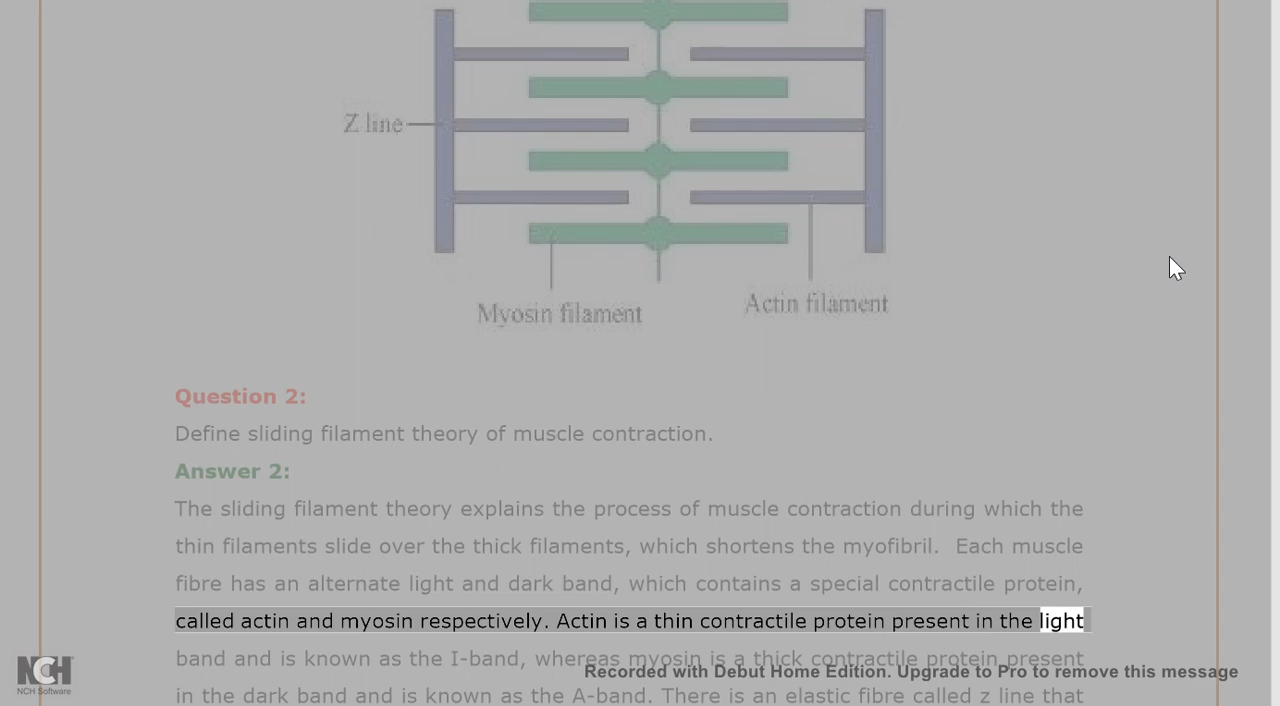 Z line
Myosin filament
Actin filament
Question 2:
Define sliding filament theory of muscle contraction.
Answer 2:
The sliding filament theory explains the process of muscle contraction during which the
thin filaments slide over the thick filaments, which shortens the myofibril. Each muscle
fibre has an alternate light and dark band, which contains a special contractile protein,
called actin and myosin respectively. Actin is a thin contractile protein present in the light
band and is known as the I-band, whereas myosin is a thick contractile protein present
in the dark band and is known as the A-band. There is an elastic fibre called z line that
Recorded with Debut Home Edition. Upgrade to Pro to remove this message
NCH
NCH Software